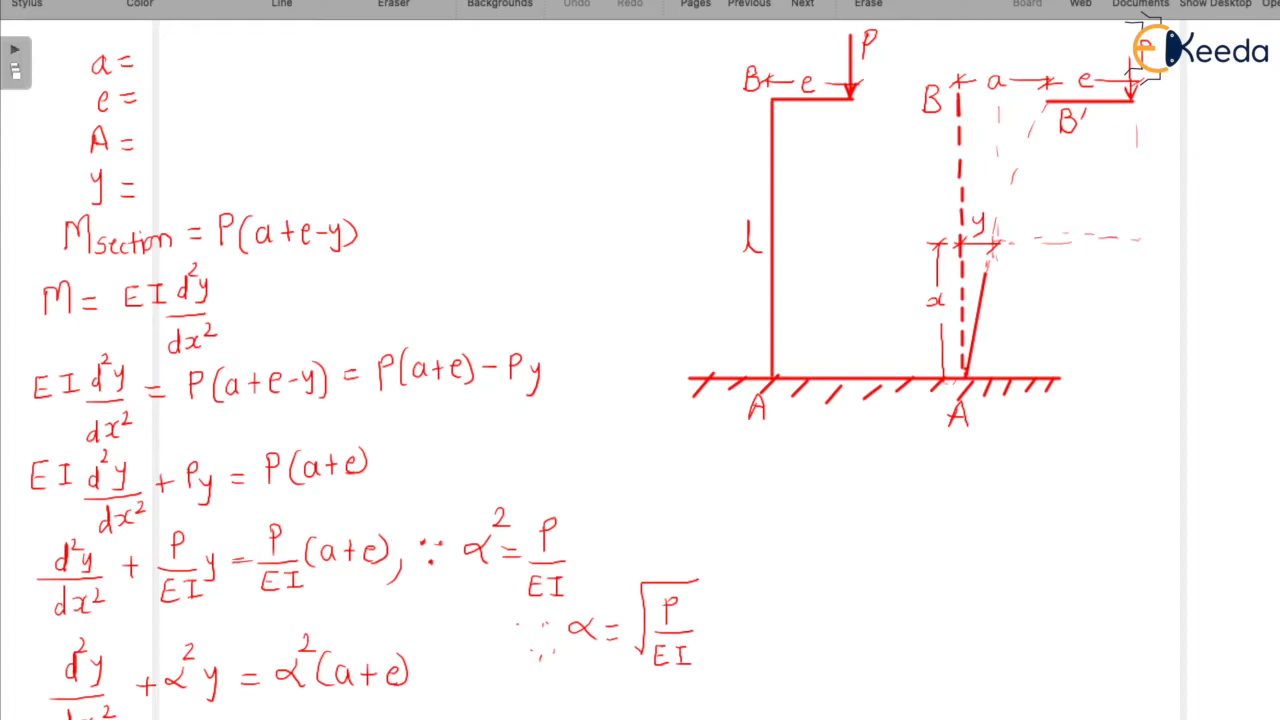 Stylus Color Line Eraser Backgrounds Undo Redo Pages Previous Next Erase Board Web Documents Show Desktop
Keeda
a =
e =
A =
y =
M section = P(a+e-y)
M = EI d²y/dx²
EI d²y/dx² = P(a+e-y) = P(a+e) - Py
EI d²y/dx² + Py = P(a+e)
d²y/dx² + P/EI y = P/EI (a+e), ∵ α² = P/EI
∵ α = √P/EI
d²y/dx² + α² y = α² (a+e)
P
B e
l
A
B a e
B'
y
x
A